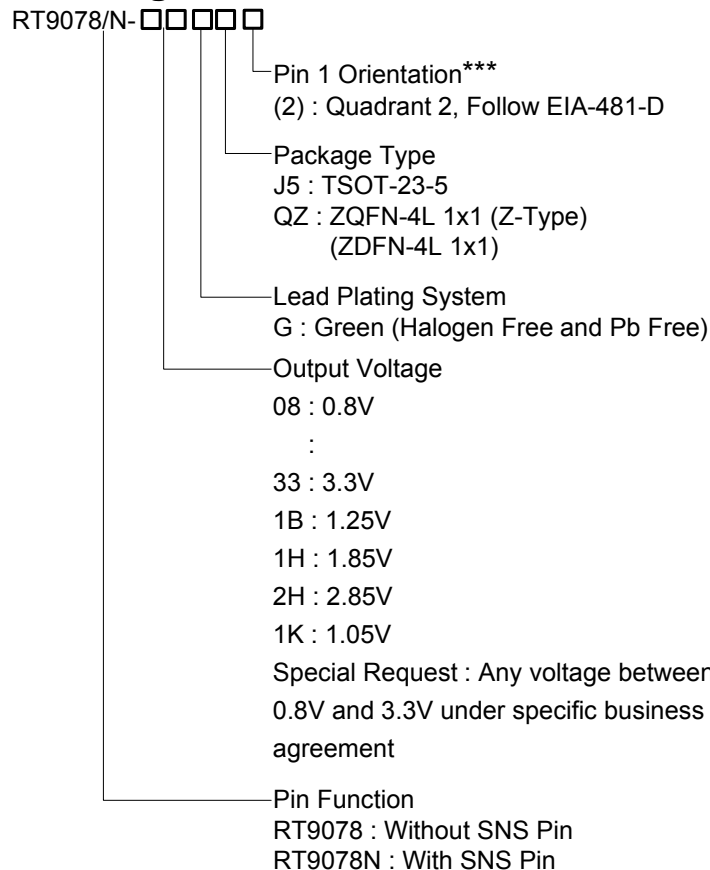 RT9078/N-
Pin 1 Orientation***
(2) : Quadrant 2, Follow EIA-481-D
Package Type
J5 : TSOT-23-5
QZ : ZQFN-4L 1x1 (Z-Type)
(ZDFN-4L 1x1)
Lead Plating System
G : Green (Halogen Free and Pb Free)
Output Voltage
08 : 0.8V
:
33 : 3.3V
1B : 1.25V
1H : 1.85V
2H : 2.85V
1K : 1.05V
Special Request : Any voltage between
0.8V and 3.3V under specific business
agreement
Pin Function
RT9078 : Without SNS Pin
RT9078N : With SNS Pin